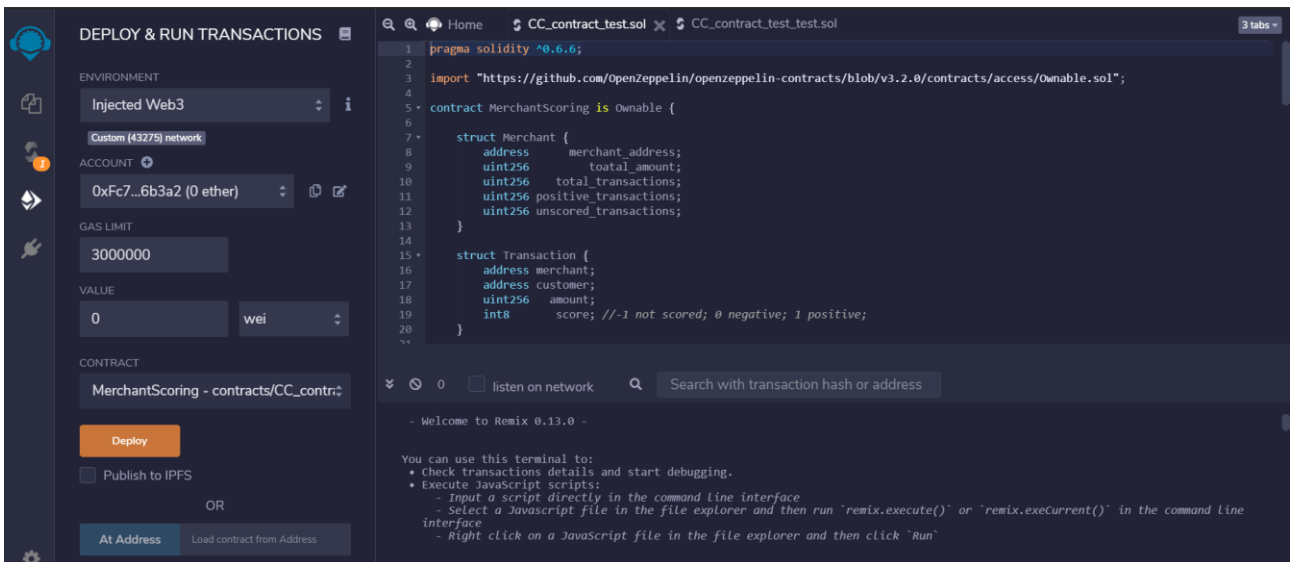 DEPLOY & RUN TRANSACTIONS
ENVIRONMENT
Injected Web3
i
Custom (43275) network
ACCOUNT
0xFc7...6b3a2 (0 ether)
GAS LIMIT
3000000
VALUE
0
wei
CONTRACT
MerchantScoring - contracts/CC_contr
Deploy
Publish to IPFS
OR
At Address
Load contract from Address
1
Home
CC_contract_test.sol
CC_contract_test_test.sol
3 tabs
1 pragma solidity ^0.6.6;
2
3 import "https://github.com/OpenZeppelin/openzeppelin-contracts/blob/v3.2.0/contracts/access/Ownable.sol";
4
5 contract MerchantScoring is Ownable {
6
7 struct Merchant {
8 address merchant_address;
9 uint256 toatal_amount;
10 uint256 total_transactions;
11 uint256 positive_transactions;
12 uint256 unscored_transactions;
13 }
14
15 struct Transaction {
16 address merchant;
17 address customer;
18 uint256 amount;
19 int8 score; //-1 not scored; 0 negative; 1 positive;
20 }
0
listen on network
Search with transaction hash or address
- Welcome to Remix 0.13.0 -
You can use this terminal to:
• Check transactions details and start debugging.
• Execute JavaScript scripts:
- Input a script directly in the command line interface
- Select a Javascript file in the file explorer and then run `remix.execute()` or `remix.exeCurrent()` in the command line
interface
- Right click on a JavaScript file in the file explorer and then click `Run`